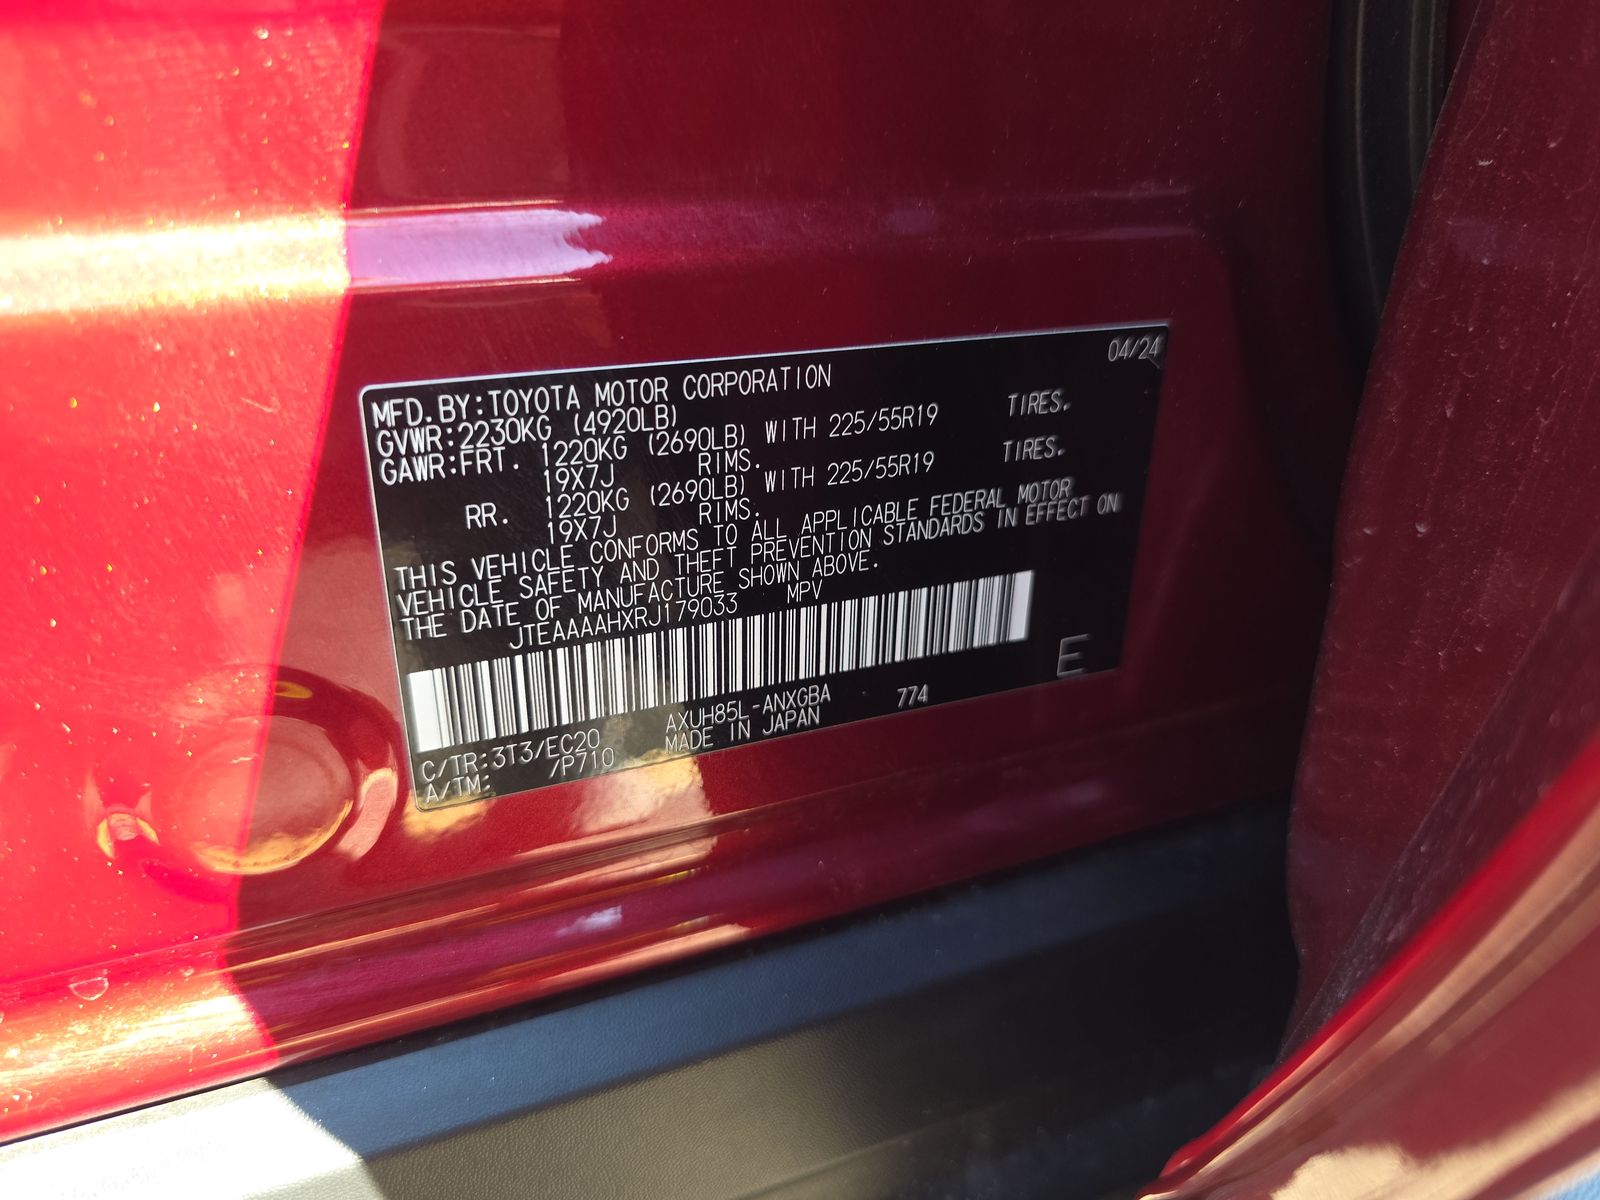 04/24
MFD. BY:TOYOTA MOTOR CORPORATION
GVWR:2230KG (4920LB)
GAWR:FRT. 1220KG (2690LB) WITH 225/55R19 TIRES.
19X7J RIMS.
RR. 1220KG (2690LB) WITH 225/55R19 TIRES.
19X7J RIMS.
THIS VEHICLE CONFORMS TO ALL APPLICABLE FEDERAL MOTOR
VEHICLE SAFETY AND THEFT PREVENTION STANDARDS IN EFFECT ON
THE DATE OF MANUFACTURE SHOWN ABOVE.
JTEAAAAHXRJ179033 MPV
E
AXUH85L-ANXGBA 774
C/TR:3T3/EC20 MADE IN JAPAN
A/TM: /P710